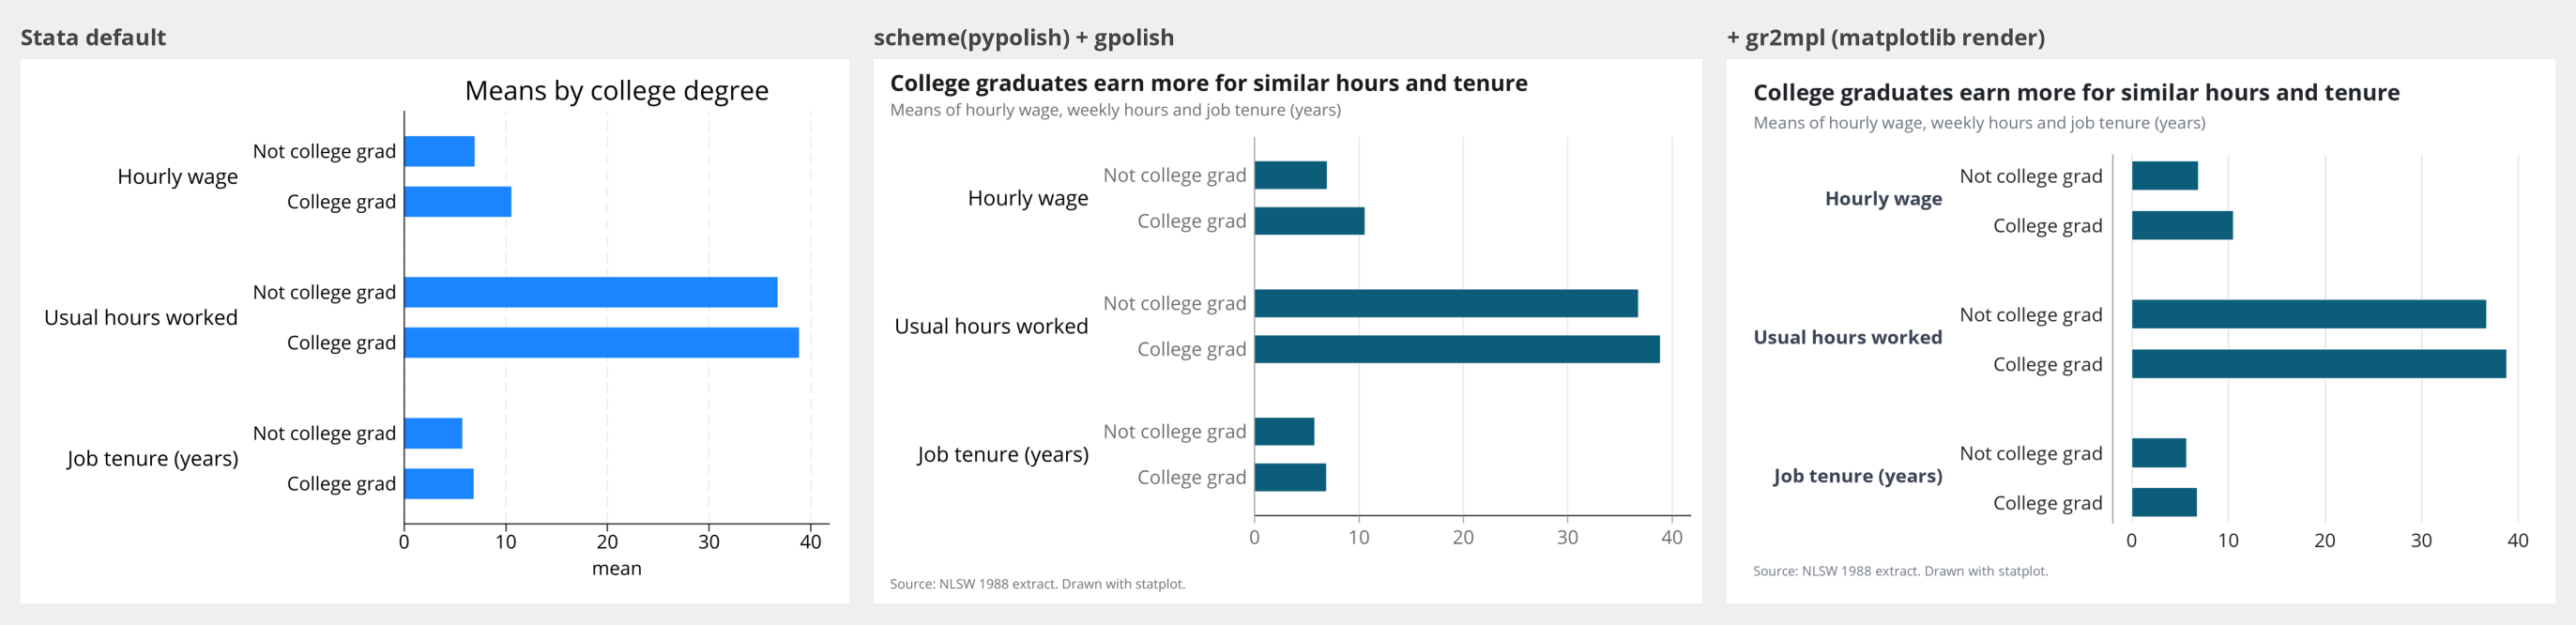 Stata default
Means by college degree
Hourly wage
Not college grad
College grad
Usual hours worked
Not college grad
College grad
Job tenure (years)
Not college grad
College grad
0 10 20 30 40
mean
scheme(pypolish) + gpolish
College graduates earn more for similar hours and tenure
Means of hourly wage, weekly hours and job tenure (years)
Hourly wage
Not college grad
College grad
Usual hours worked
Not college grad
College grad
Job tenure (years)
Not college grad
College grad
0 10 20 30 40
Source: NLSW 1988 extract. Drawn with statplot.
+ gr2mpl (matplotlib render)
College graduates earn more for similar hours and tenure
Means of hourly wage, weekly hours and job tenure (years)
Hourly wage
Not college grad
College grad
Usual hours worked
Not college grad
College grad
Job tenure (years)
Not college grad
College grad
0 10 20 30 40
Source: NLSW 1988 extract. Drawn with statplot.